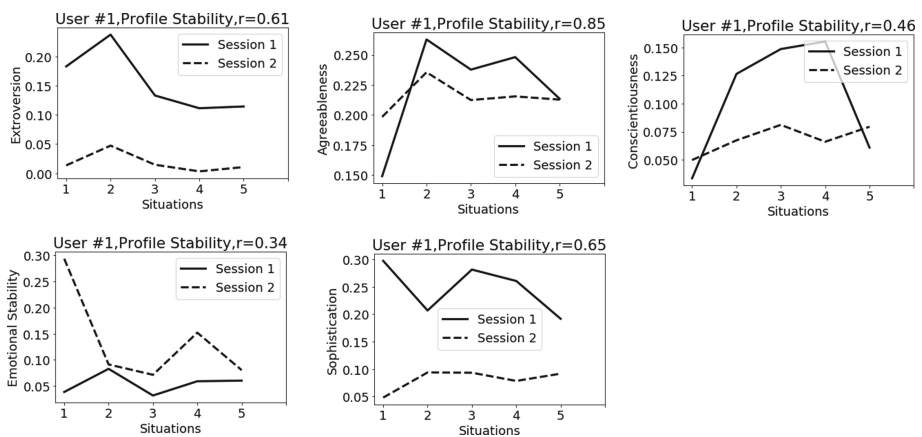 User #1,Profile Stability,r=0.61
Extroversion
0.20
0.15
0.10
0.05
0.00
Session 1
Session 2
1 2 3 4 5
Situations
User #1,Profile Stability,r=0.85
Agreeableness
0.250
0.225
0.200
0.175
0.150
Session 1
Session 2
1 2 3 4 5
Situations
User #1,Profile Stability,r=0.46
Conscientiousness
0.150
0.125
0.100
0.075
0.050
Session 1
Session 2
1 2 3 4 5
Situations
User #1,Profile Stability,r=0.34
Emotional Stability
0.30
0.25
0.20
0.15
0.10
0.05
Session 1
Session 2
1 2 3 4 5
Situations
User #1,Profile Stability,r=0.65
Sophistication
0.30
0.25
0.20
0.15
0.10
0.05
Session 1
Session 2
1 2 3 4 5
Situations